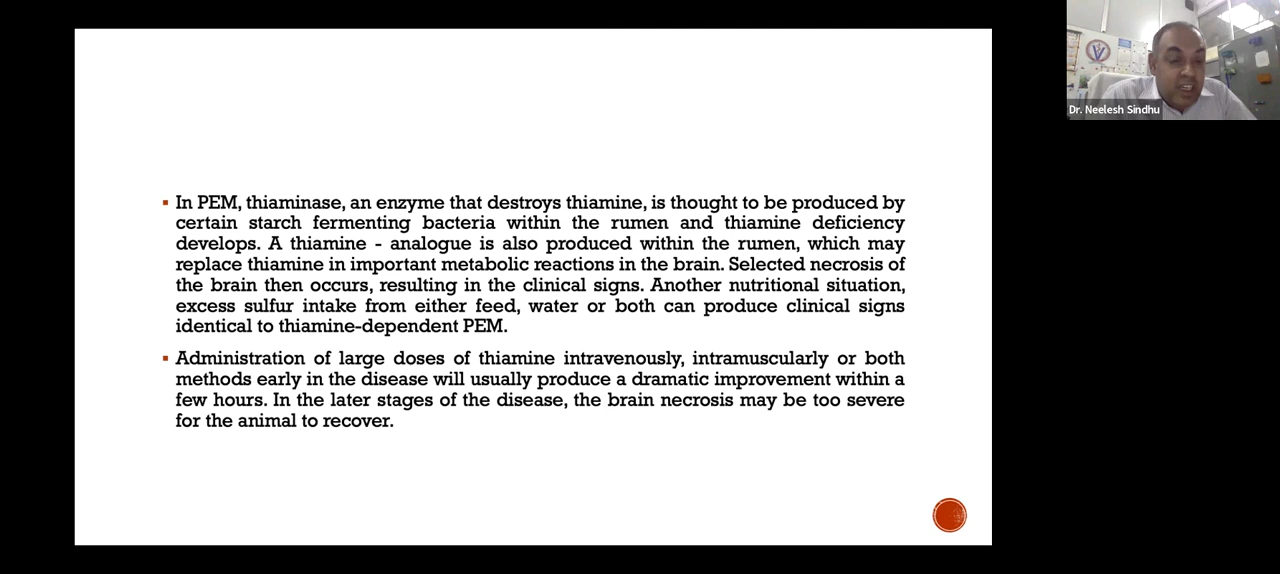 In PEM, thiaminase, an enzyme that destroys thiamine, is thought to be produced by
certain starch fermenting bacteria within the rumen and thiamine deficiency
develops. A thiamine - analogue is also produced within the rumen, which may
replace thiamine in important metabolic reactions in the brain. Selected necrosis of
the brain then occurs, resulting in the clinical signs. Another nutritional situation,
excess sulfur intake from either feed, water or both can produce clinical signs
identical to thiamine-dependent PEM.
Administration of large doses of thiamine intravenously, intramuscularly or both
methods early in the disease will usually produce a dramatic improvement within a
few hours. In the later stages of the disease, the brain necrosis may be too severe
for the animal to recover.
Dr. Neelesh Sindhu